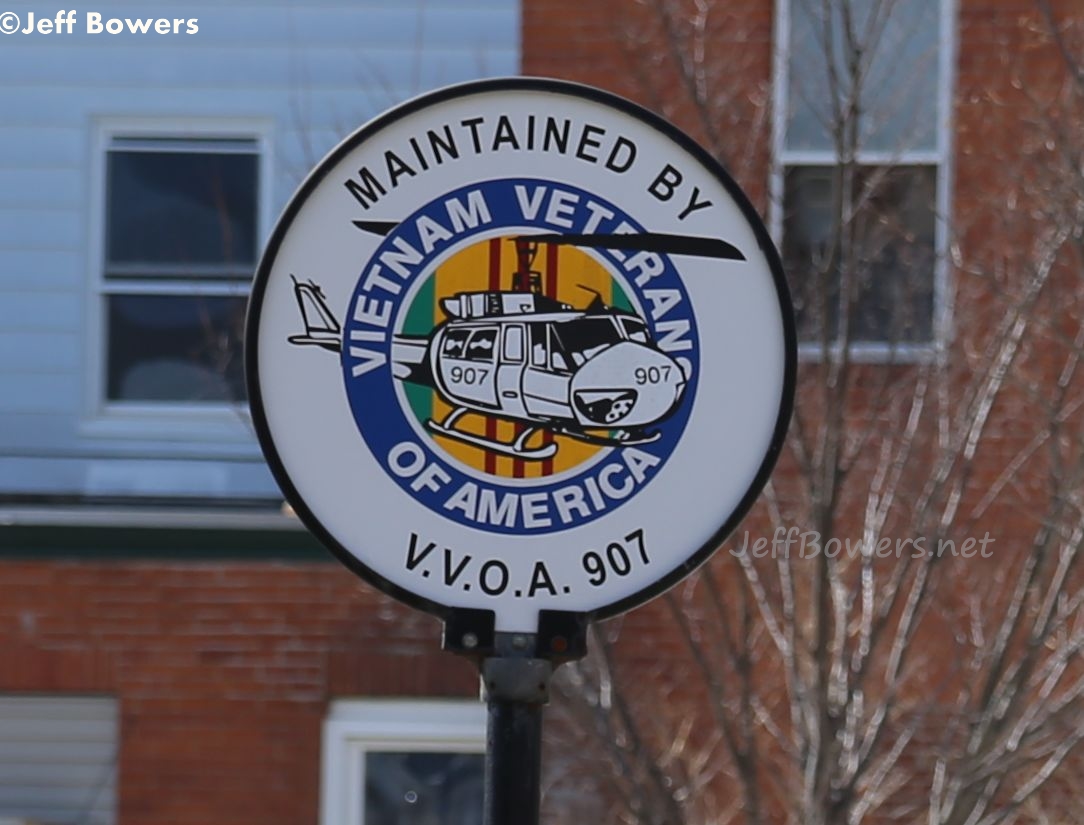 ©Jeff Bowers
MAINTAINED BY
VIETNAM VETERANS
OF AMERICA
907
907
V.V.O.A. 907
JeffBowers.net